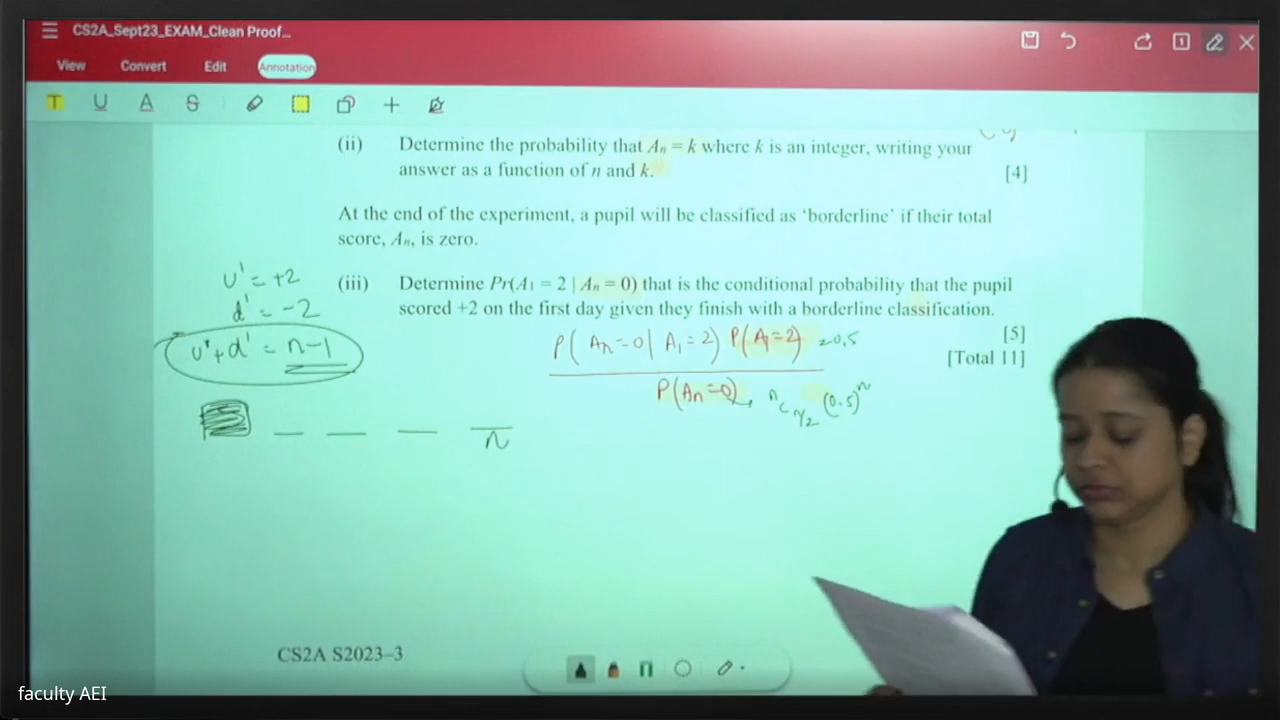 CS2A_Sept23_EXAM_Clean Proof...
View Convert Edit Annotation
(ii) Determine the probability that Aₙ = k where k is an integer, writing your
answer as a function of n and k.
[4]
At the end of the experiment, a pupil will be classified as ‘borderline’ if their total
score, Aₙ, is zero.
(iii) Determine Pr(A₁ = 2 | Aₙ = 0) that is the conditional probability that the pupil
scored +2 on the first day given they finish with a borderline classification.
[5]
[Total 11]
u' = +2
d' = -2
u' + d' = n-1
P(An=0 | A₁=2) P(A₁=2) = 0.5
P(An=0) → ⁿC n/2 (0.5)ⁿ
n
CS2A S2023–3
faculty AEI